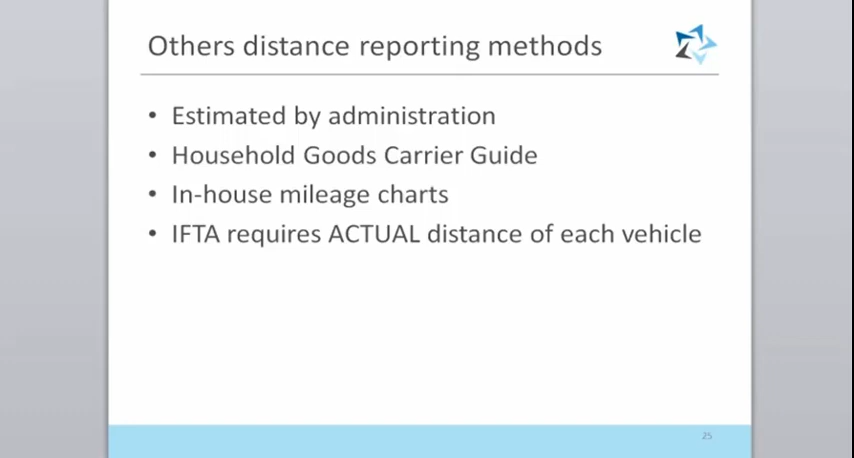 Others distance reporting methods
• Estimated by administration
• Household Goods Carrier Guide
• In-house mileage charts
• IFTA requires ACTUAL distance of each vehicle
25